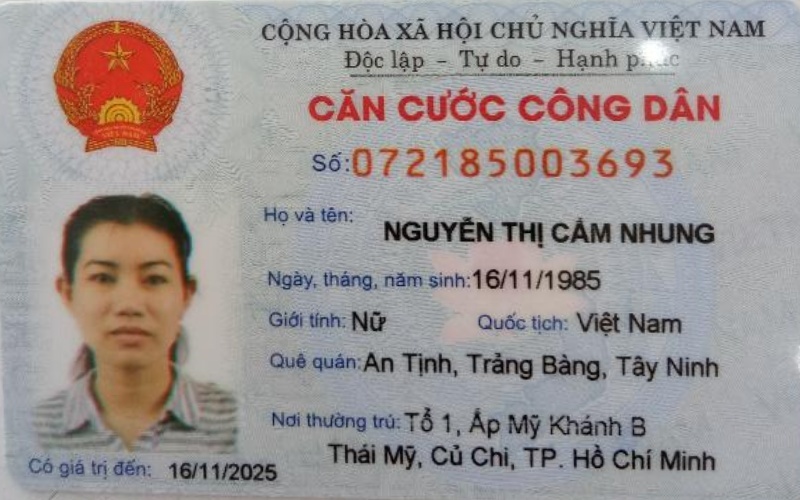 CỘNG HÒA XÃ HỘI CHỦ NGHĨA VIỆT NAM
Độc lập - Tự do - Hạnh phúc
CĂN CƯỚC CÔNG DÂN
Số: 072185003693
Họ và tên: NGUYỄN THỊ CẨM NHUNG
Ngày, tháng, năm sinh: 16/11/1985
Giới tính: Nữ Quốc tịch: Việt Nam
Quê quán: An Tịnh, Trảng Bàng, Tây Ninh
Nơi thường trú: Tổ 1, Ấp Mỹ Khánh B
Thái Mỹ, Củ Chi, TP. Hồ Chí Minh
Có giá trị đến: 16/11/2025